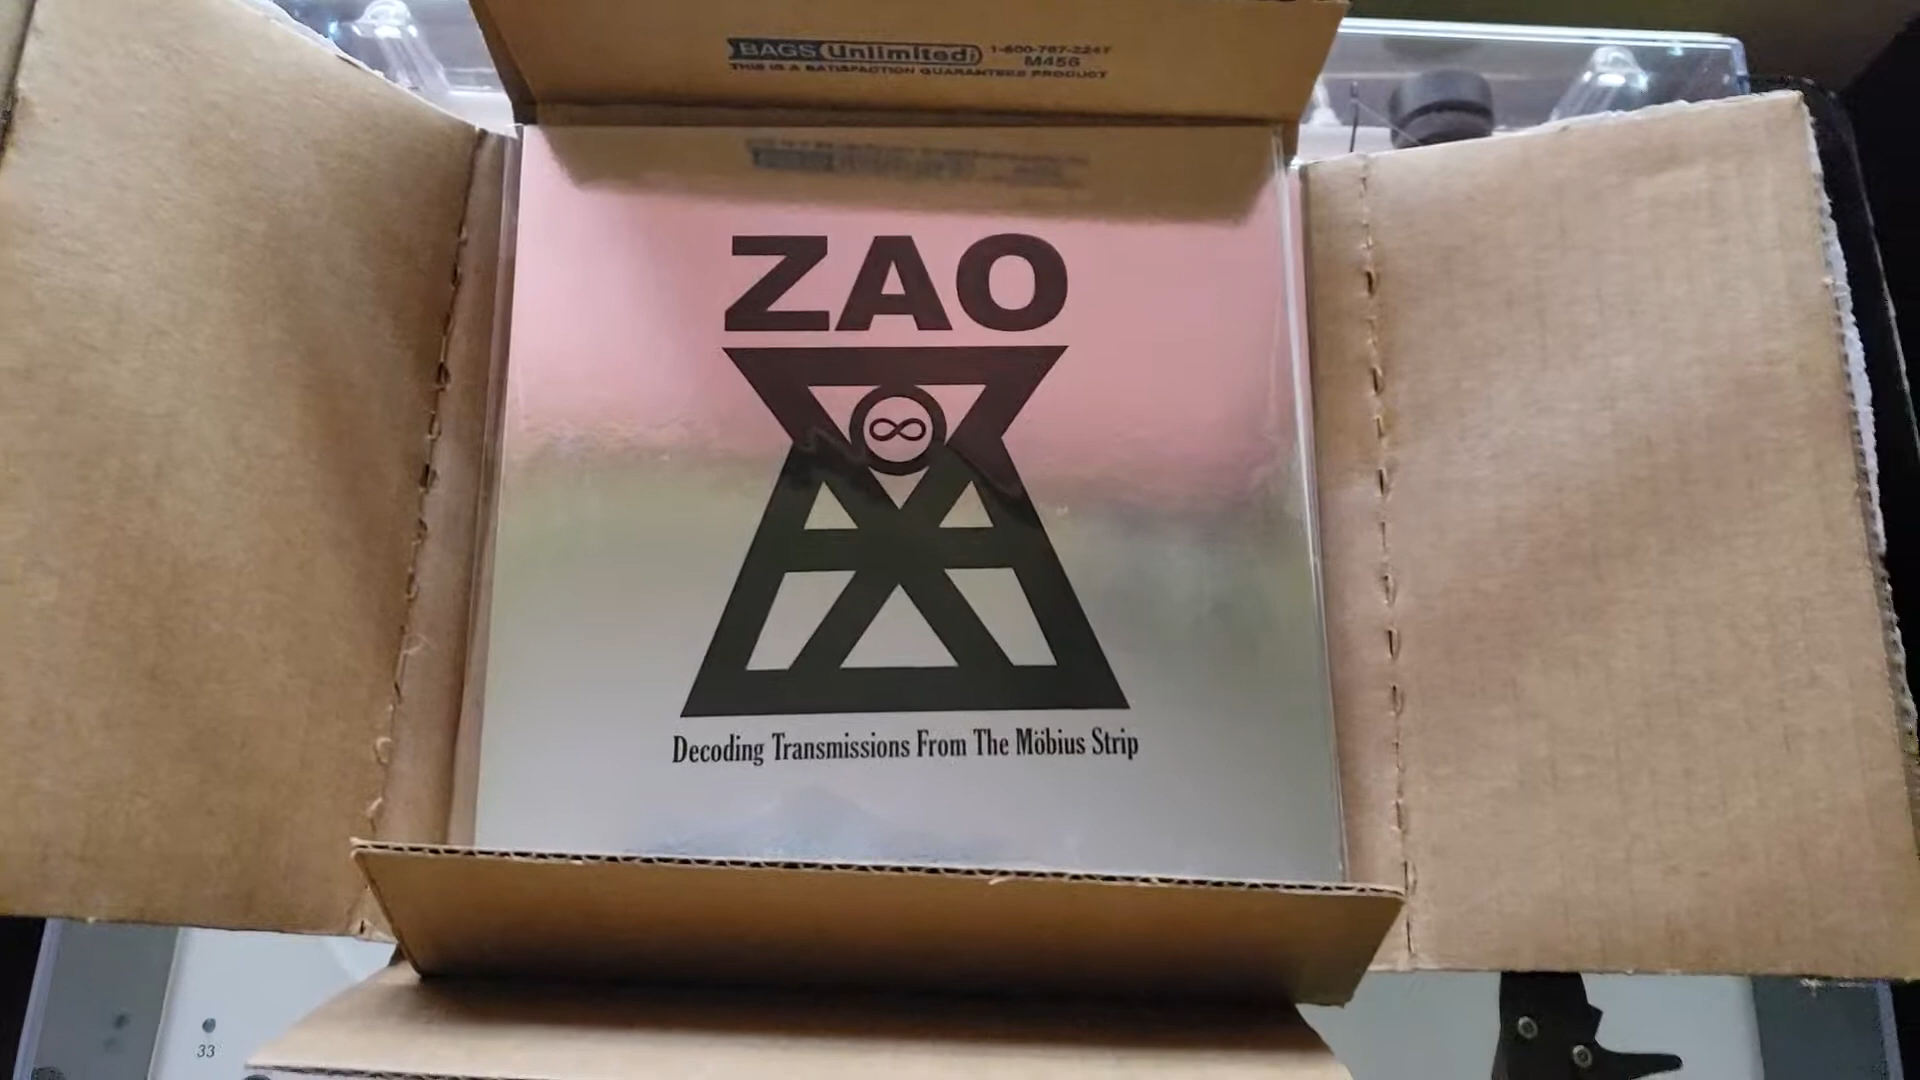 BAGS Unlimited 1-800-767-2247
M456
THIS IS A SATISFACTION GUARANTEED PRODUCT
ZAO
∞
Decoding Transmissions From The Möbius Strip
33